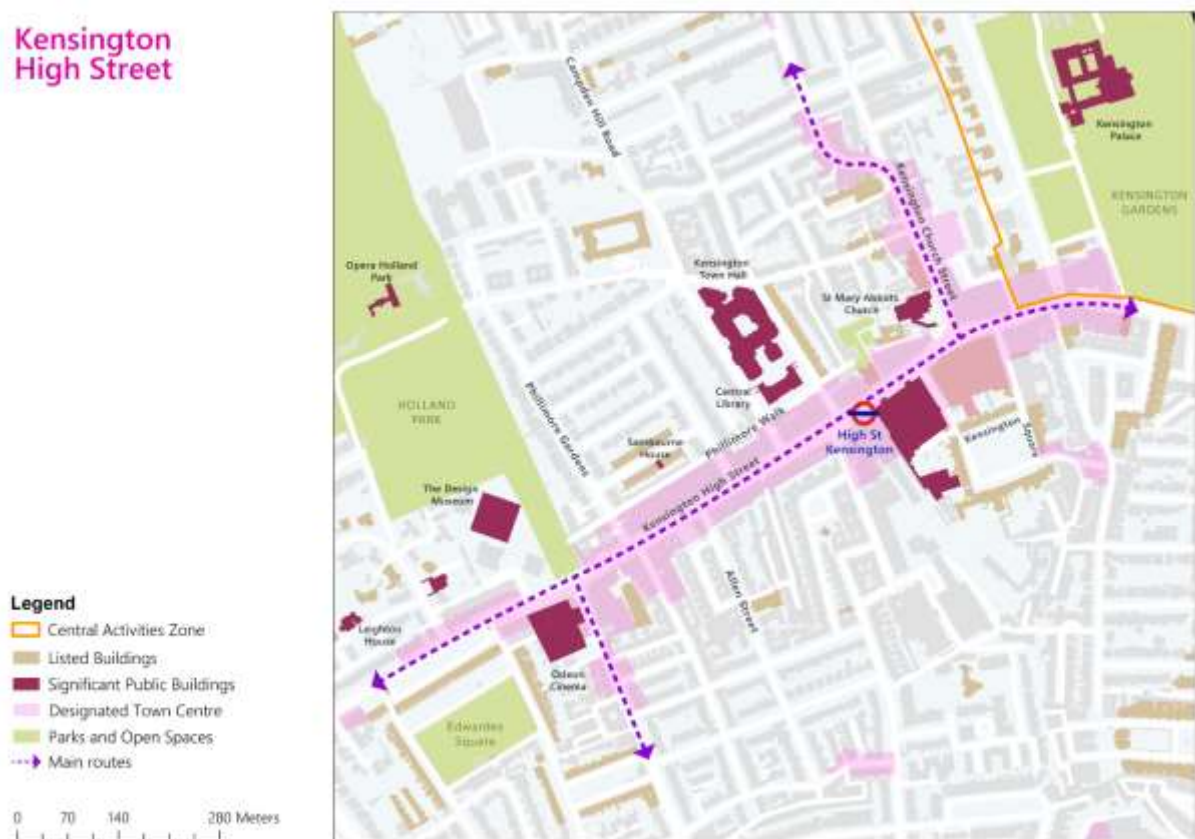 Kensington
High Street
Campden Hill Road
Kensington
Palace
KENSINGTON
GARDENS
Kensington Church Street
Opera Holland
Park
Kensington
Town Hall
St Mary Abbots
Church
HOLLAND
PARK
Phillimore Gardens
Central
Library
Phillimore Walk
High St
Kensington
Kensington Square
Sambourne
House
Kensington High Street
The Design
Museum
Allen Street
Leighton
House
Odeon
Cinema
Edwardes
Square
Legend
Central Activities Zone
Listed Buildings
Significant Public Buildings
Designated Town Centre
Parks and Open Spaces
Main routes
0 70 140 280 Meters